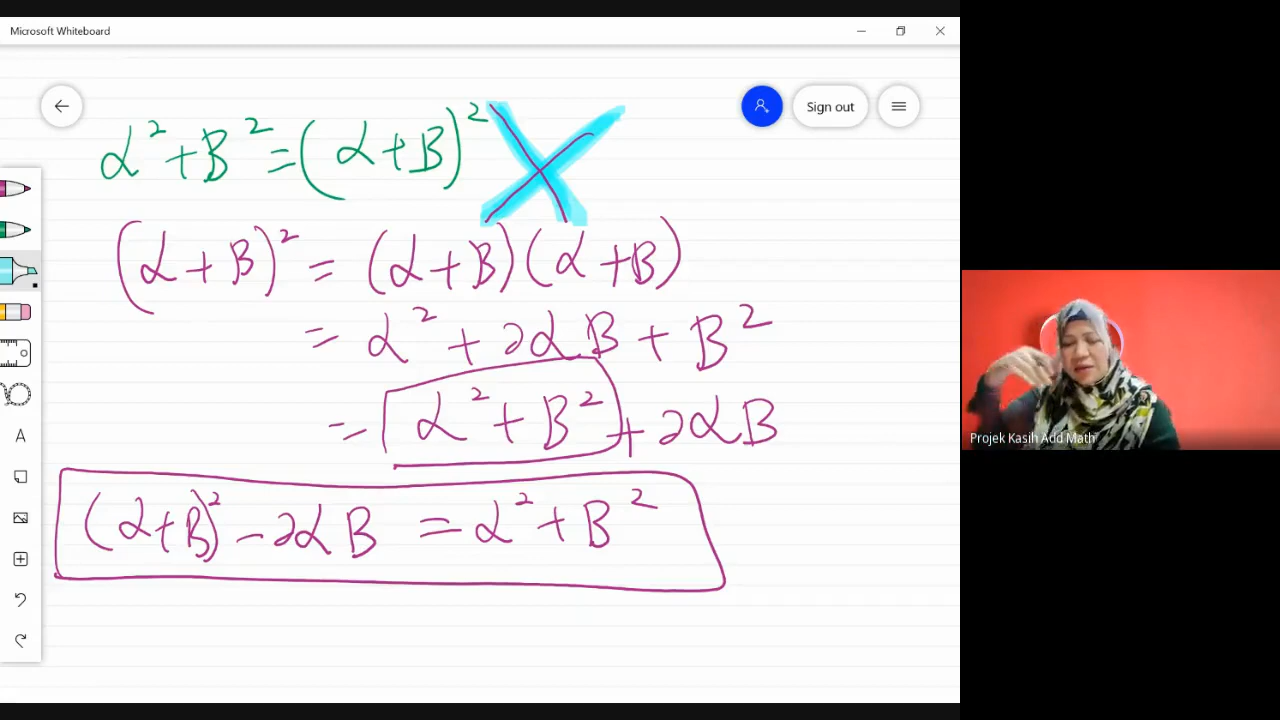 Microsoft Whiteboard
Sign out
α² + β² = (α + β)²
(α + β)² = (α + β)(α + β)
= α² + 2αβ + β²
= α² + β² + 2αβ
(α + β)² - 2αβ = α² + β²
A
Projek Kasih Add Math